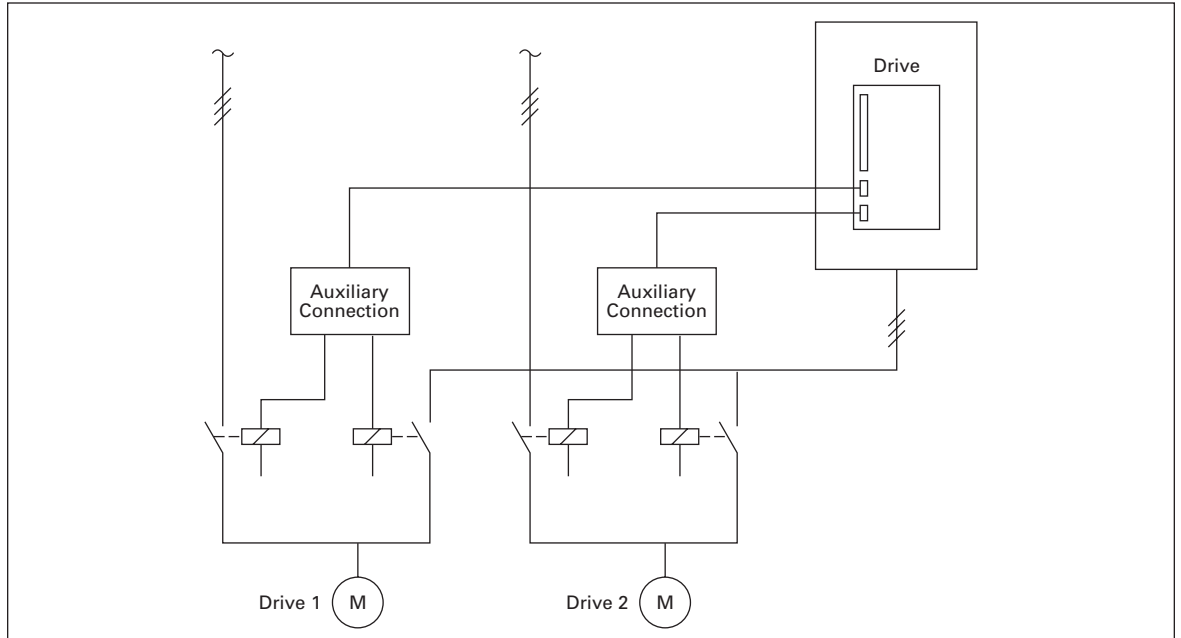 Drive
Auxiliary
Connection
Auxiliary
Connection
Drive 1
M
Drive 2
M